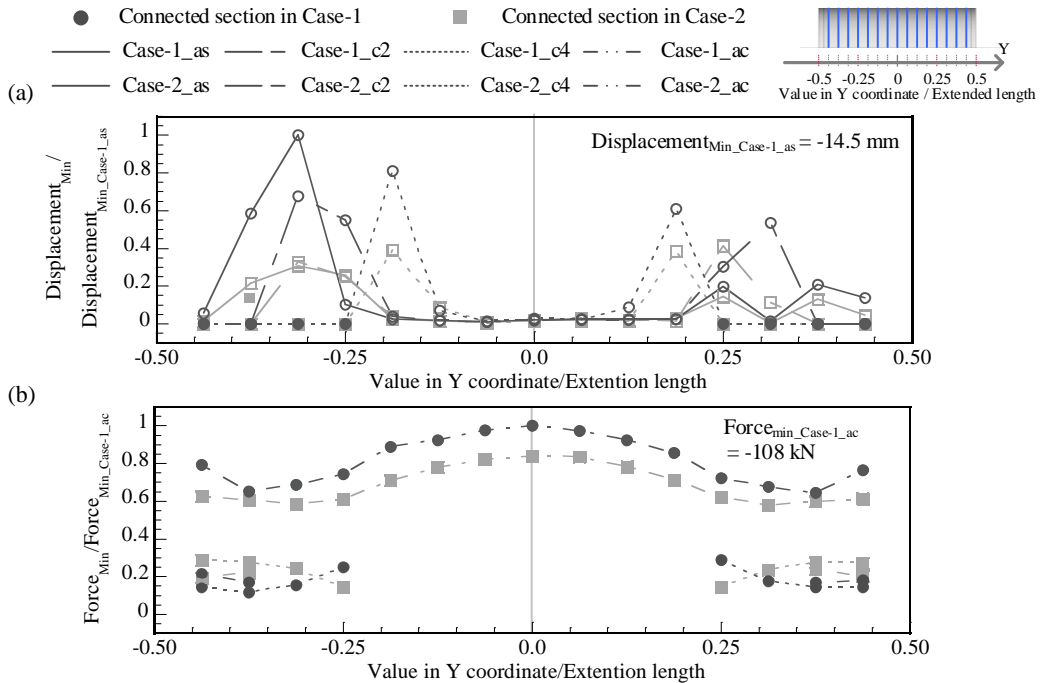 Connected section in Case-1 Connected section in Case-2
Case-1_as Case-1_c2 Case-1_c4 Case-1_ac
Case-2_as Case-2_c2 Case-2_c4 Case-2_ac
Y
-0.5 -0.25 0 0.25 0.5
Value in Y coordinate / Extended length
(a)
Displacement_Min/
Displacement_Min_Case-1_as
1
0.8
0.6
0.4
0.2
0
Displacement_Min_Case-1_as = -14.5 mm
-0.50 -0.25 0.0 0.25 0.50
Value in Y coordinate/Extention length
(b)
Force_Min/Force_Min_Case-1_ac
1
0.8
0.6
0.4
0.2
0
Force_min_Case-1_ac
= -108 kN
-0.50 -0.25 0.0 0.25 0.50
Value in Y coordinate/Extention length